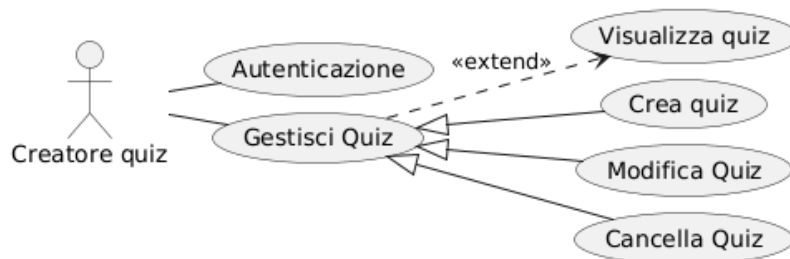 Visualizza quiz
«extend»
Autenticazione
Crea quiz
Gestisci Quiz
Creatore quiz
Modifica Quiz
Cancella Quiz